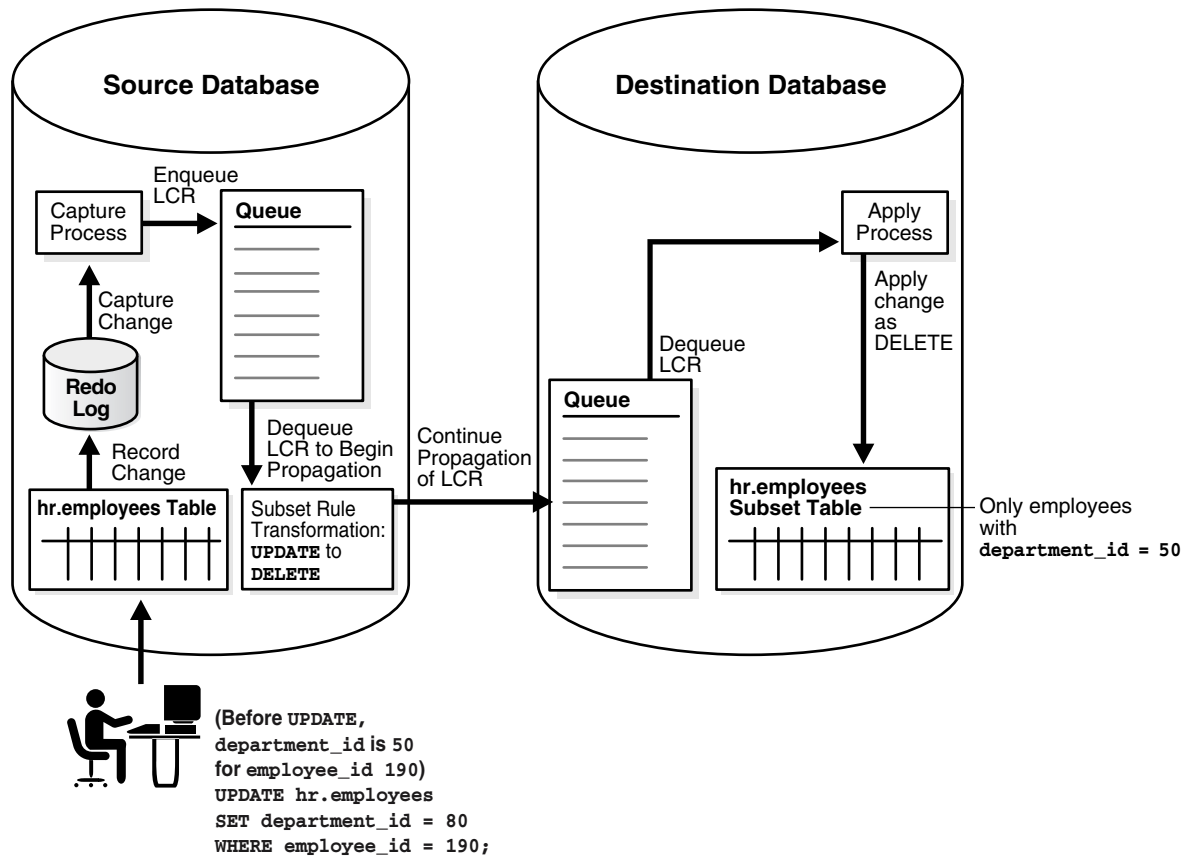 Source Database
Destination Database
Enqueue
LCR
Capture
Process
Queue
Capture
Change
Redo
Log
Record
Change
hr.employees Table
Dequeue
LCR to Begin
Propagation
Subset Rule
Transformation:
UPDATE to
DELETE
Continue
Propagation
of LCR
Queue
Dequeue
LCR
Apply
Process
Apply
change
as
DELETE
hr.employees
Subset Table
Only employees
with
department_id = 50
(Before UPDATE,
department_id is 50
for employee_id 190)
UPDATE hr.employees
SET department_id = 80
WHERE employee_id = 190;